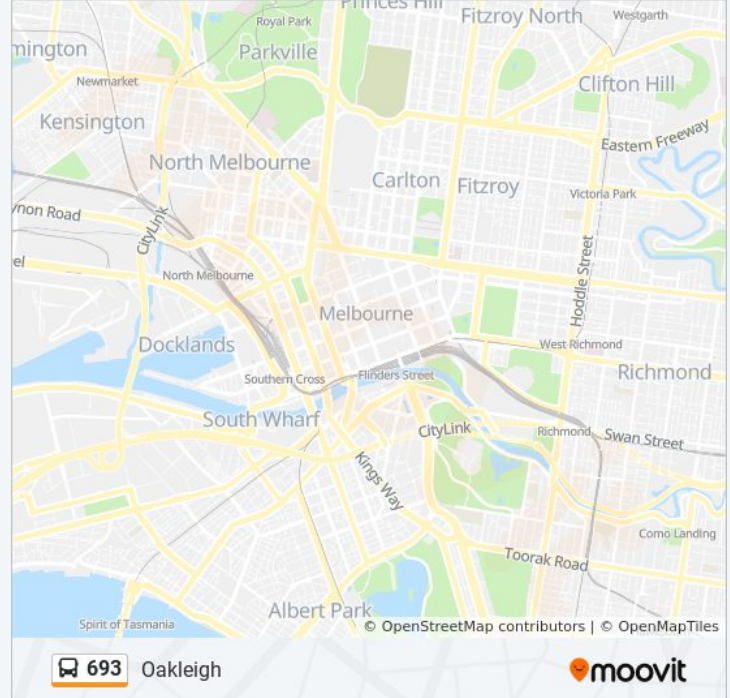 Princes Hill
Fitzroy North
Westgarth
Royal Park
mington
Parkville
Newmarket
Clifton Hill
Kensington
Eastern Freeway
North Melbourne
Carlton
Fitzroy
Victoria Park
ynon Road
CityLink
Hoddle Street
el
North Melbourne
Melbourne
Docklands
West Richmond
Richmond
Southern Cross
Flinders Street
South Wharf
CityLink
Richmond
Swan Street
Kings Way
Como Landing
Toorak Road
Albert Park
Spirit of Tasmania
© OpenStreetMap contributors | © OpenMapTiles
693 Oakleigh
moovit